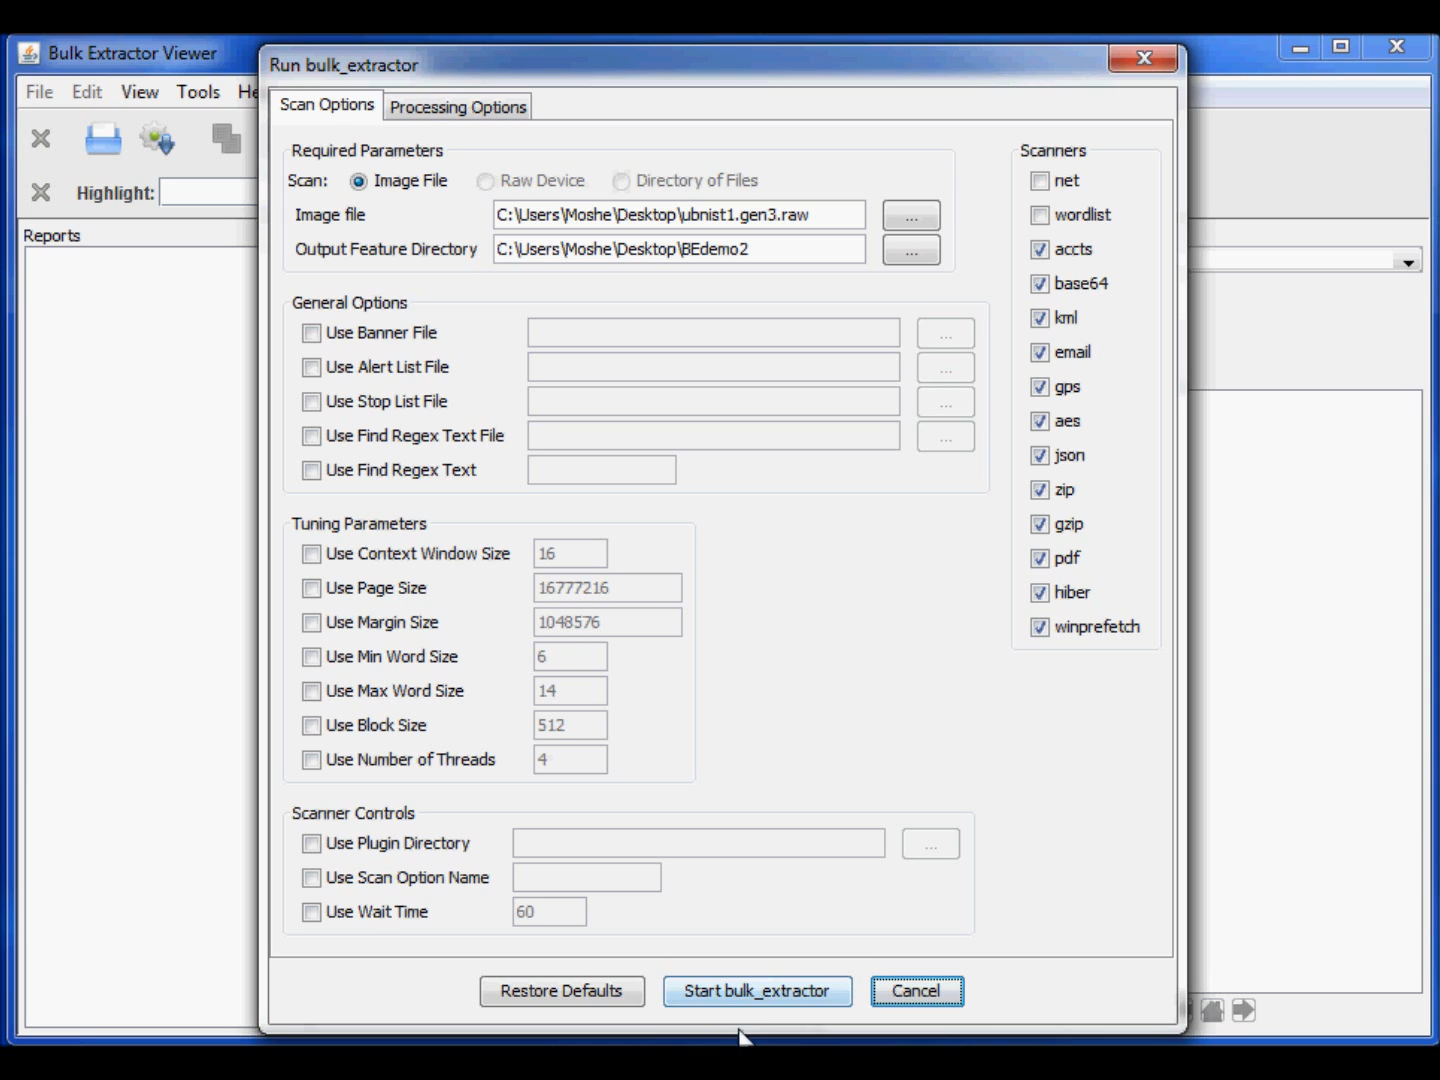 Bulk Extractor Viewer
File Edit View Tools He
Highlight:
Reports
Run bulk_extractor
Scan Options Processing Options
Required Parameters
Scan: Image File Raw Device Directory of Files
Image file C:\Users\Moshe\Desktop\ubnist1.gen3.raw ...
Output Feature Directory C:\Users\Moshe\Desktop\BEdemo2 ...
General Options
Use Banner File ...
Use Alert List File ...
Use Stop List File ...
Use Find Regex Text File ...
Use Find Regex Text
Tuning Parameters
Use Context Window Size 16
Use Page Size 16777216
Use Margin Size 1048576
Use Min Word Size 6
Use Max Word Size 14
Use Block Size 512
Use Number of Threads 4
Scanner Controls
Use Plugin Directory ...
Use Scan Option Name
Use Wait Time 60
Scanners
net
wordlist
accts
base64
kml
email
gps
aes
json
zip
gzip
pdf
hiber
winprefetch
Restore Defaults Start bulk_extractor Cancel